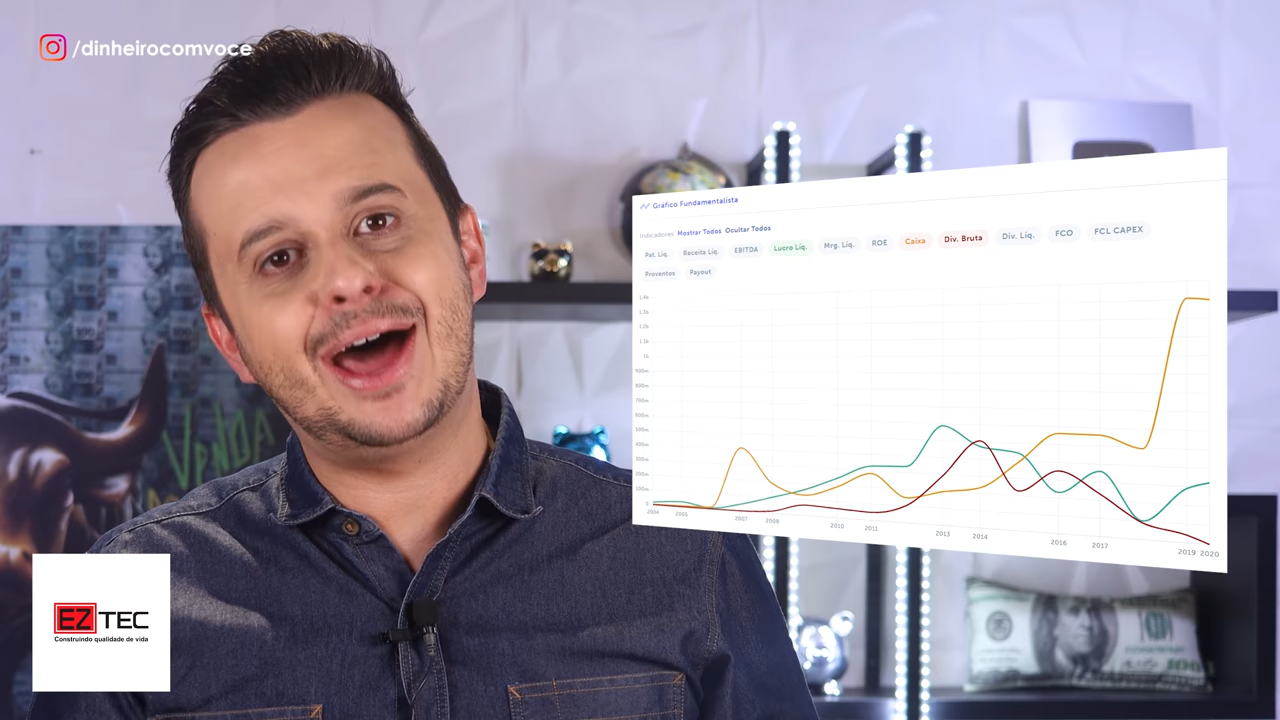 /dinheirocomvoce
Gráfico Fundamentalista
Indicadores Mostrar Todos Ocultar Todos
Pat. Liq. Receita Liq. EBITDA Lucro Liq. Mrg. Liq. ROE Caixa Div. Bruta Div. Liq. FCO FCL CAPEX
Proventos Payout
1.4b
1.3b
1.2b
1.1b
1b
900m
800m
700m
600m
500m
400m
300m
200m
100m
0
2004 2005 2007 2008 2010 2011 2013 2014 2016 2017 2019 2020
VENDA
EZ TEC
Construindo qualidade de vida